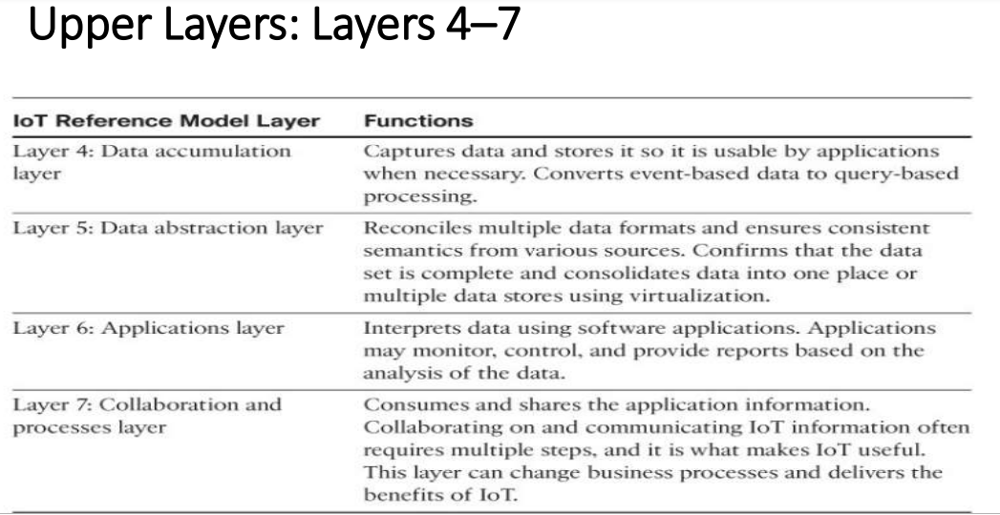 Upper Layers: Layers 4–7
IoT Reference Model Layer Functions
Layer 4: Data accumulation layer
Captures data and stores it so it is usable by applications
when necessary. Converts event-based data to query-based
processing.
Layer 5: Data abstraction layer
Reconciles multiple data formats and ensures consistent
semantics from various sources. Confirms that the data
set is complete and consolidates data into one place or
multiple data stores using virtualization.
Layer 6: Applications layer
Interprets data using software applications. Applications
may monitor, control, and provide reports based on the
analysis of the data.
Layer 7: Collaboration and
processes layer
Consumes and shares the application information.
Collaborating on and communicating IoT information often
requires multiple steps, and it is what makes IoT useful.
This layer can change business processes and delivers the
benefits of IoT.